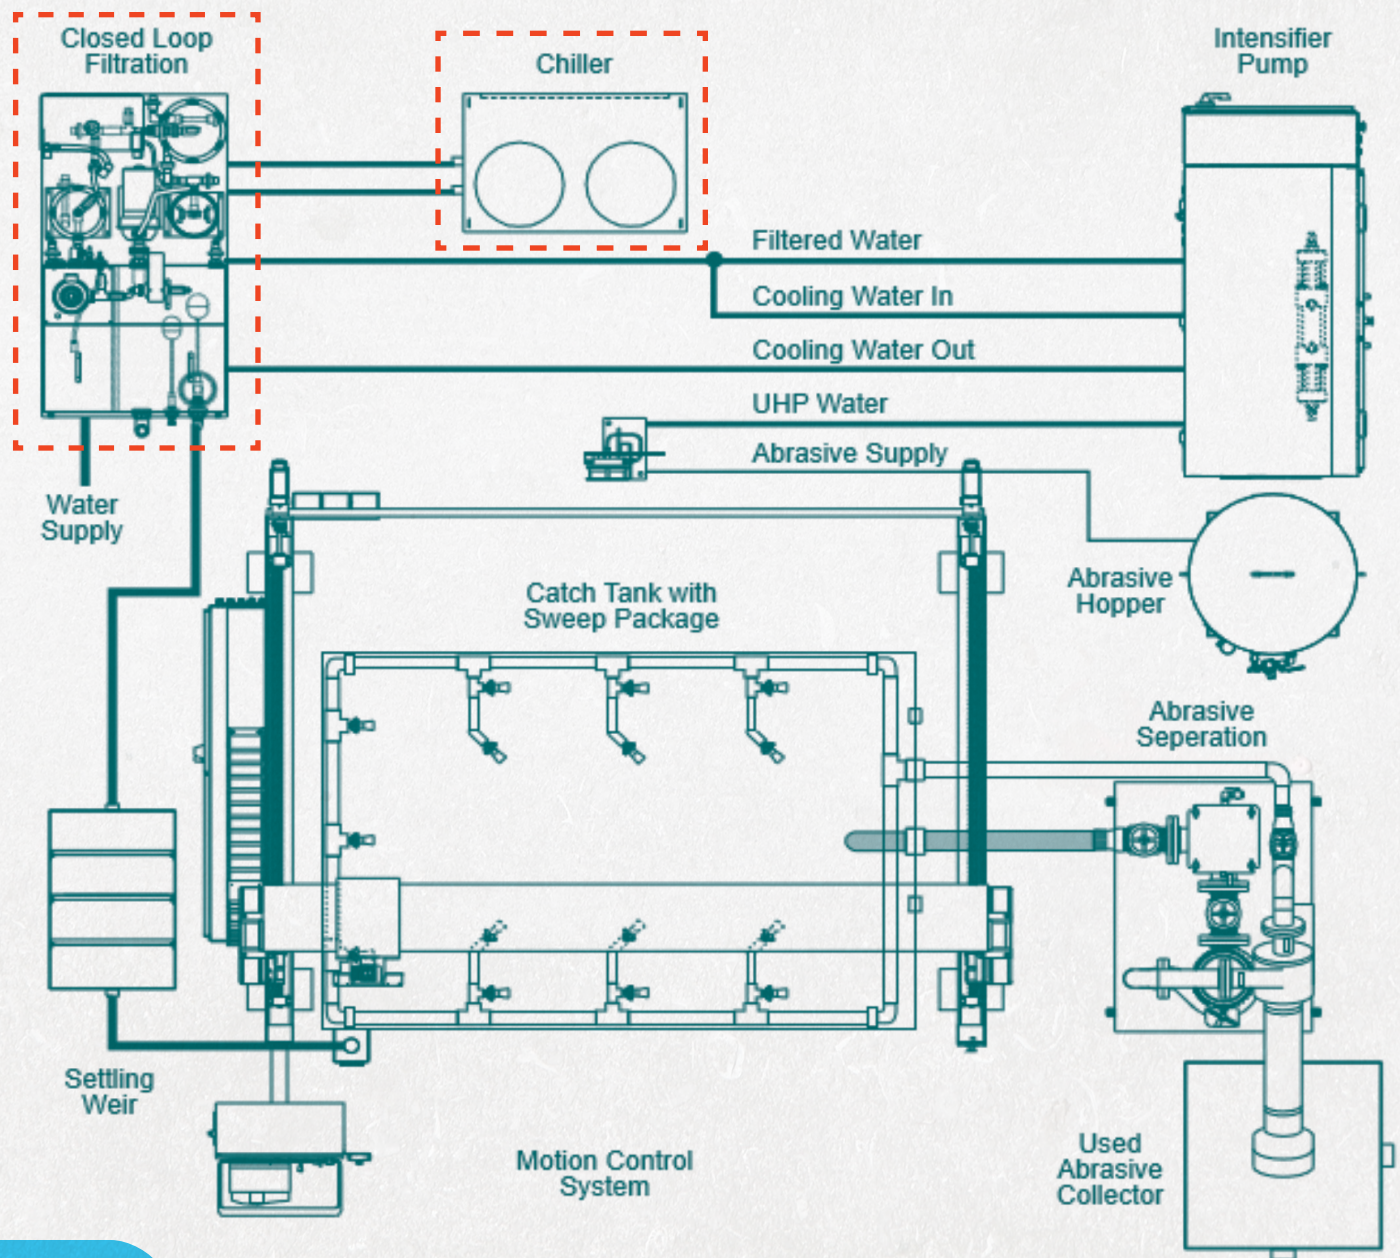 Closed Loop
Filtration
Chiller
Intensifier
Pump
Filtered Water
Cooling Water In
Cooling Water Out
UHP Water
Abrasive Supply
Water
Supply
Catch Tank with
Sweep Package
Abrasive
Hopper
Abrasive
Seperation
Settling
Weir
Motion Control
System
Used
Abrasive
Collector